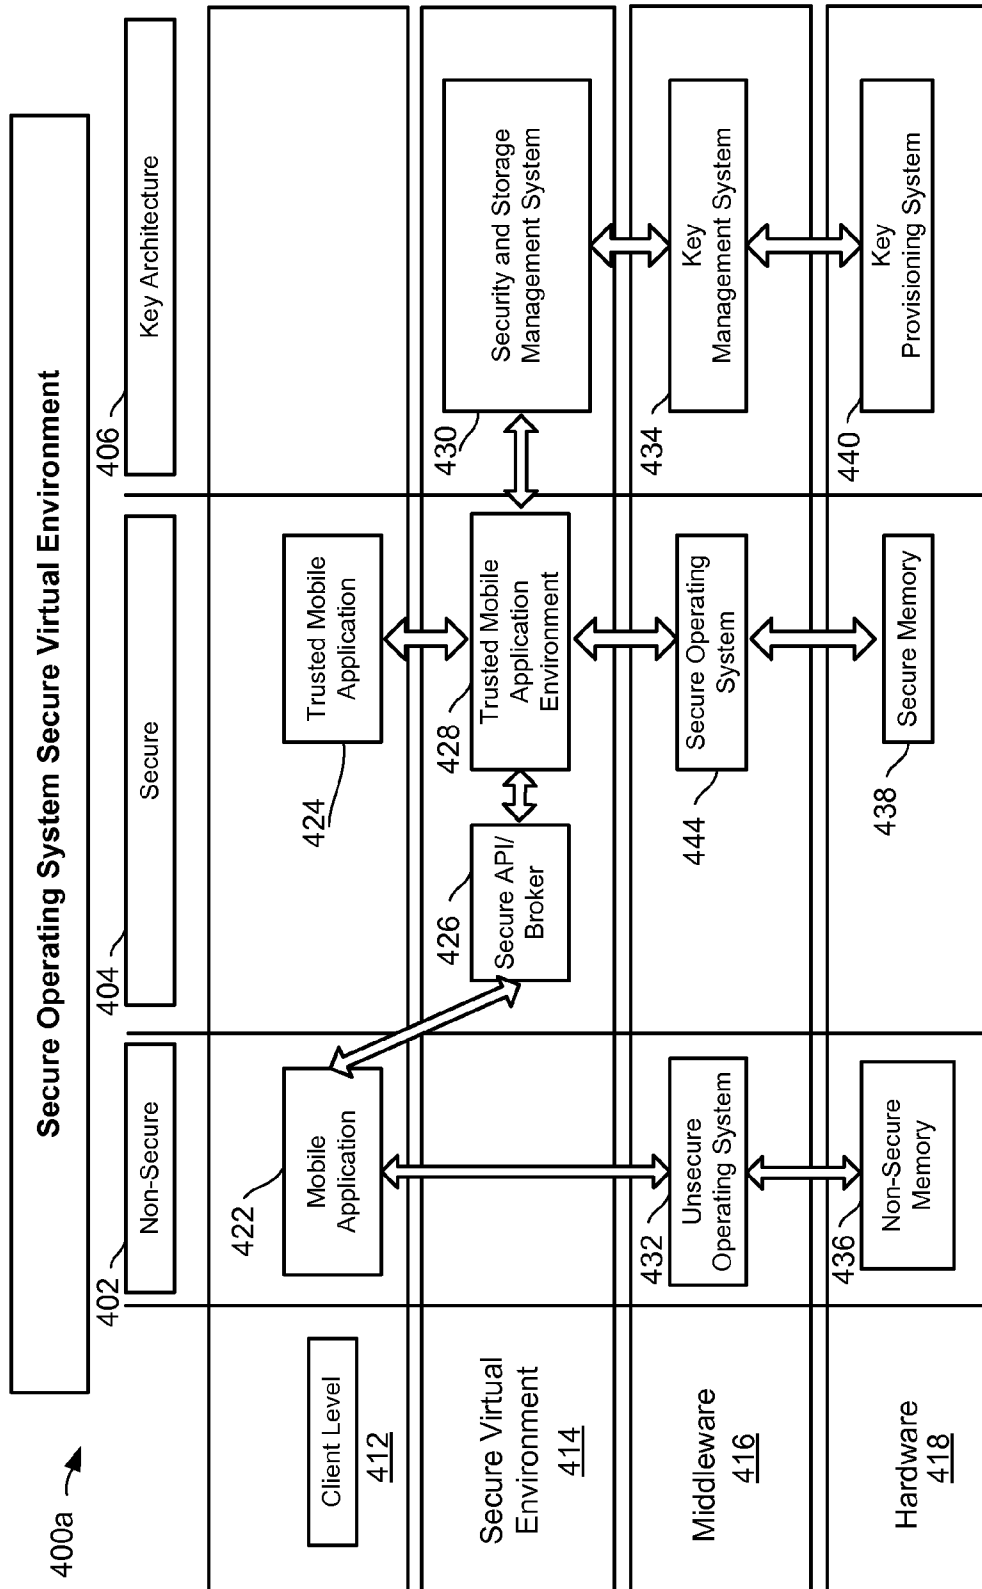 400a
Secure Operating System Secure Virtual Environment
402
Non-Secure
404
Secure
406
Key Architecture
Client Level
412
422
Mobile
Application
424
Trusted Mobile
Application
Secure Virtual
Environment
414
426
Secure API/
Broker
428
Trusted Mobile
Application
Environment
430
Security and Storage
Management System
Middleware
416
432
Unsecure
Operating System
444
Secure Operating
System
434
Key
Management System
Hardware
418
436
Non-Secure
Memory
438
Secure Memory
440
Key
Provisioning System